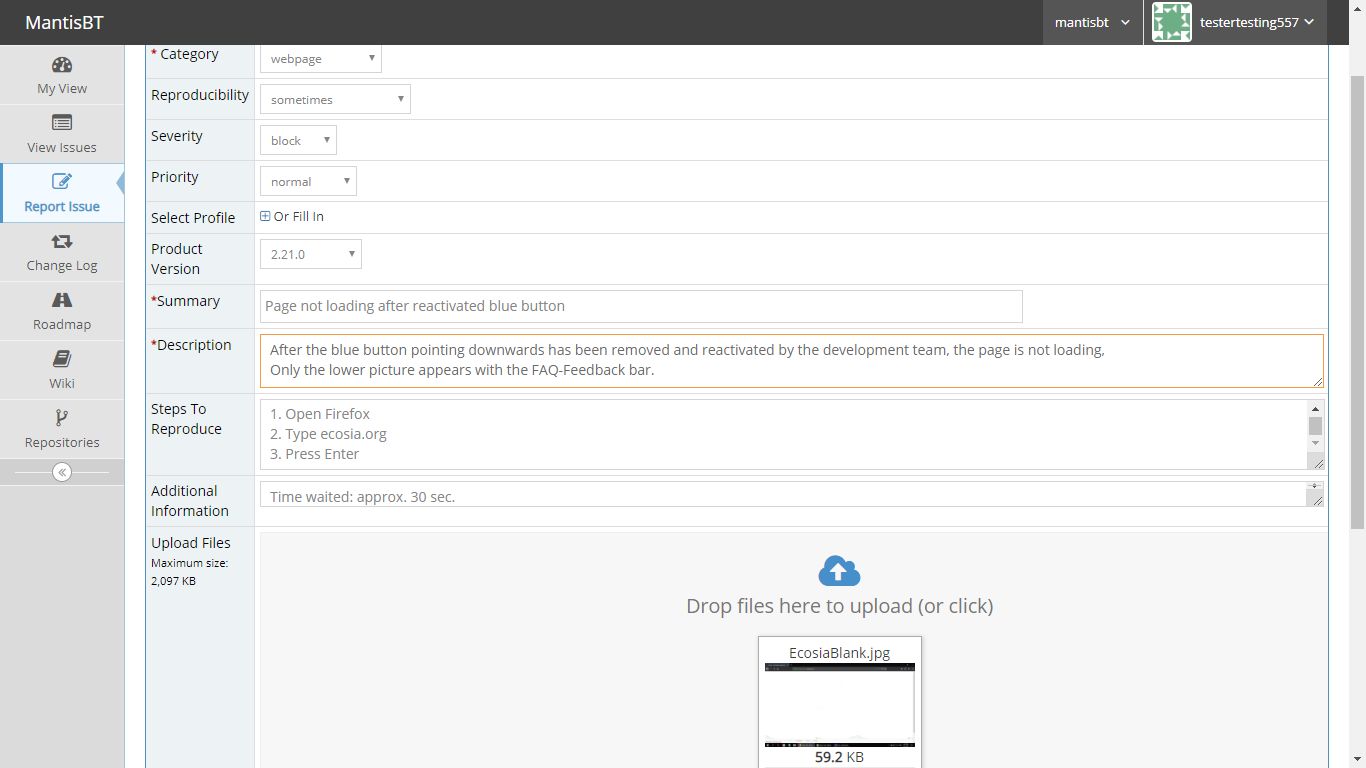 MantisBT
mantisbt
testertesting557
My View
View Issues
Report Issue
Change Log
Roadmap
Wiki
Repositories
* Category
webpage
Reproducibility
sometimes
Severity
block
Priority
normal
Select Profile
Or Fill In
Product
Version
2.21.0
*Summary
Page not loading after reactivated blue button
*Description
After the blue button pointing downwards has been removed and reactivated by the development team, the page is not loading,
Only the lower picture appears with the FAQ-Feedback bar.
Steps To
Reproduce
1. Open Firefox
2. Type ecosia.org
3. Press Enter
Additional
Information
Time waited: approx. 30 sec.
Upload Files
Maximum size:
2,097 KB
Drop files here to upload (or click)
EcosiaBlank.jpg
59.2 KB